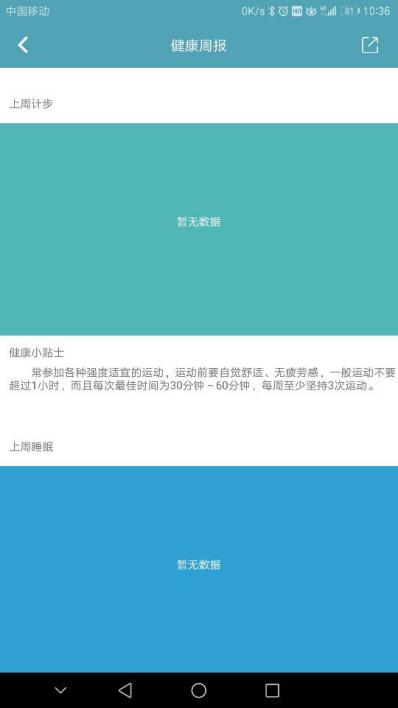 中国移动 0K/s HD 81 10:36
健康周报
上周计步
暂无数据
健康小贴士
常参加各种强度适宜的运动，运动前要自觉舒适、无疲劳感，一般运动不要
超过1小时，而且每次最佳时间为30分钟～60分钟，每周至少坚持3次运动。
上周睡眠
暂无数据